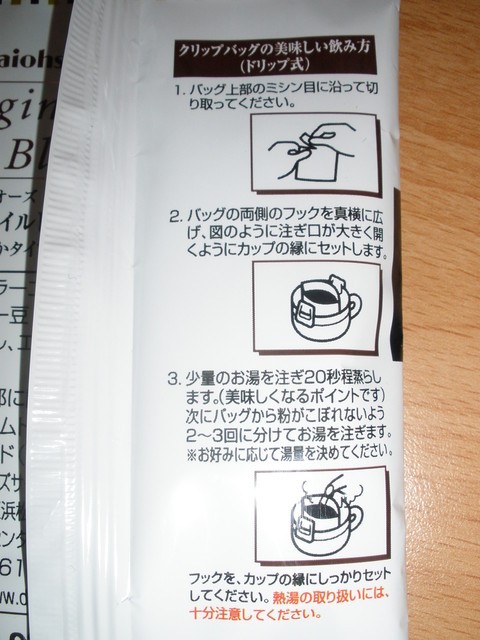 クリップバッグの美味しい飲み方
(ドリップ式)
1. バッグ上部のミシン目に沿って切
り取ってください。
2. バッグの両側のフックを真横に広
げ、図のように注ぎ口が大きく開
くようにカップの縁にセットします。
3. 少量のお湯を注ぎ20秒程蒸らし
ます。(美味しくなるポイントです)
次にバッグから粉がこぼれないよう
2〜3回に分けてお湯を注ぎます。
※お好みに応じて湯量を決めてください。
フックを、カップの縁にしっかりセット
してください。熱湯の取り扱いには、
十分注意してください。
aiohs
gin
Bl